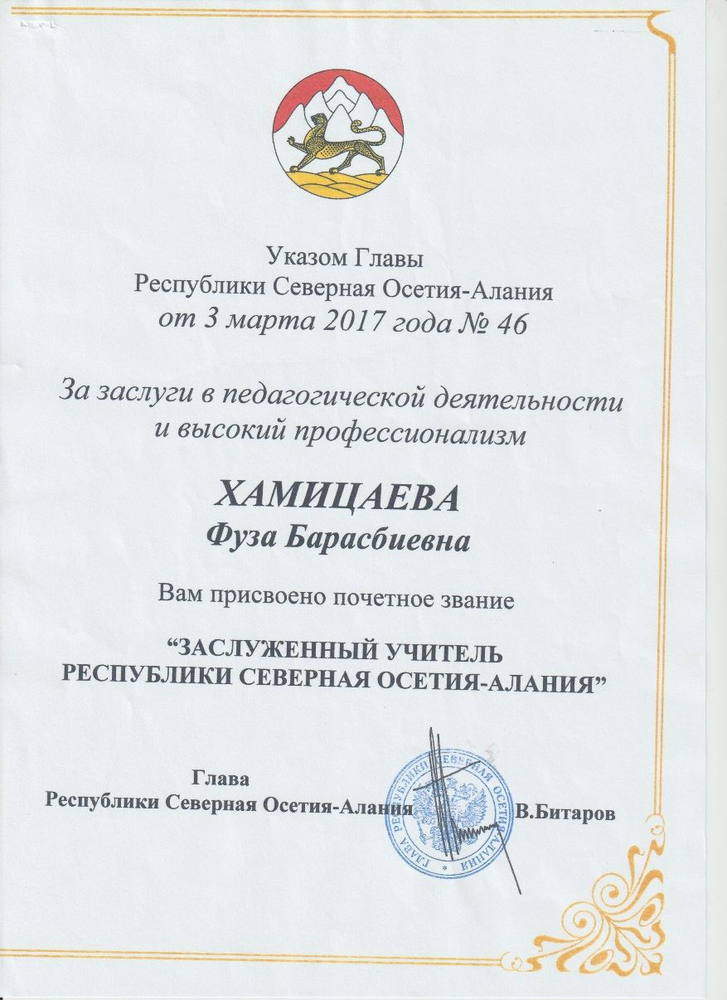 Указом Главы
Республики Северная Осетия-Алания
от 3 марта 2017 года № 46
За заслуги в педагогической деятельности
и высокий профессионализм
ХАМИЦАЕВА
Фуза Барасбиевна
Вам присвоено почетное звание
“ЗАСЛУЖЕННЫЙ УЧИТЕЛЬ
РЕСПУБЛИКИ СЕВЕРНАЯ ОСЕТИЯ-АЛАНИЯ”
Глава
Республики Северная Осетия-Алания В.Битаров
ГЛАВА РЕСПУБЛИКИ СЕВЕРНАЯ ОСЕТИЯ-АЛАНИЯ *